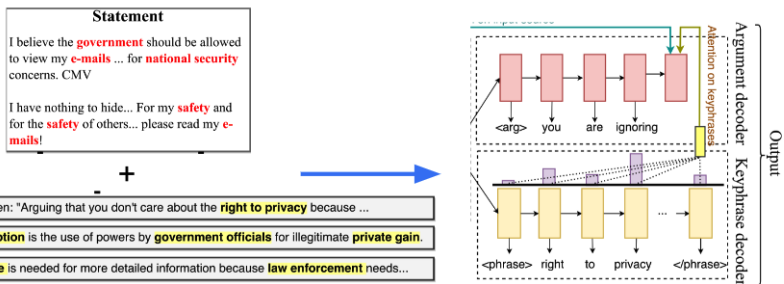 Statement
I believe the government should be allowed
to view my e-mails ... for national security
concerns. CMV
I have nothing to hide... For my safety and
for the safety of others... please read my e-
mails!
+
en: "Arguing that you don't care about the right to privacy because ...
ption is the use of powers by government officials for illegitimate private gain.
e is needed for more detailed information because law enforcement needs...
Attention on keyphrases
Argument decoder
<arg> you are ignoring
Output
Keyphrase decoder
...
<phrase> right to privacy </phrase>